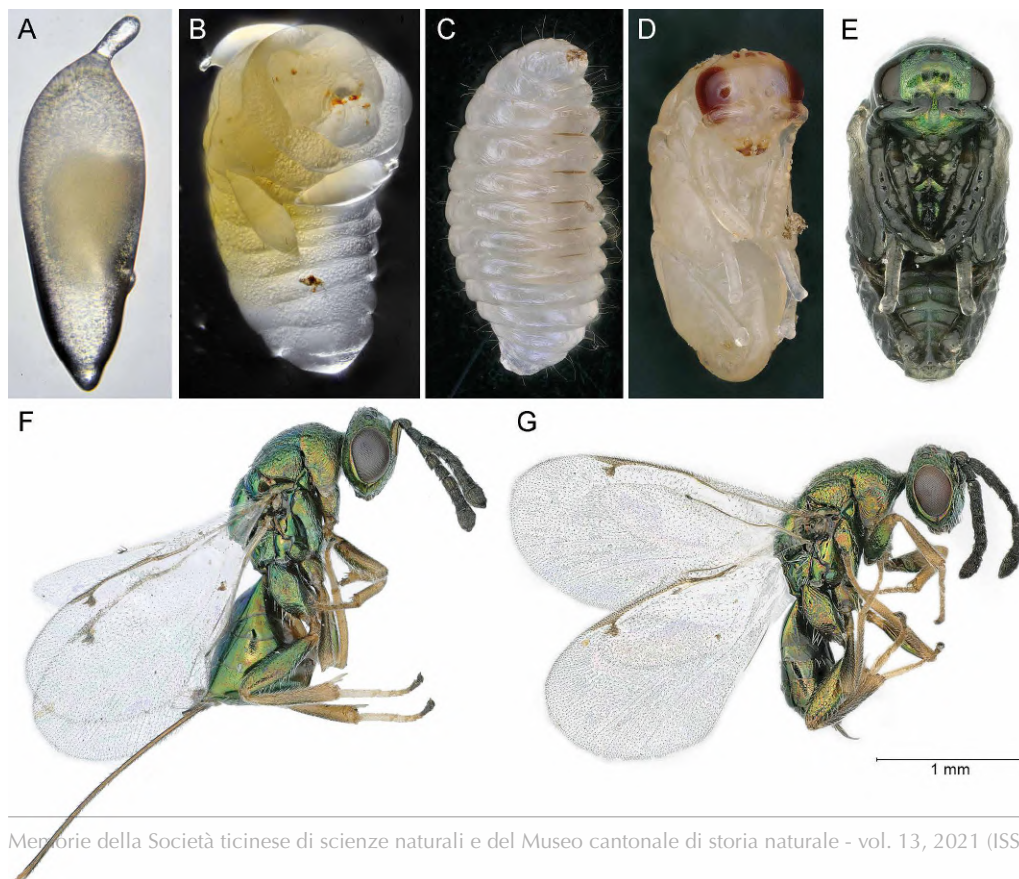 A
B
C
D
E
F
G
1 mm
Memorie della Società ticinese di scienze naturali e del Museo cantonale di storia naturale - vol. 13, 2021 (ISS